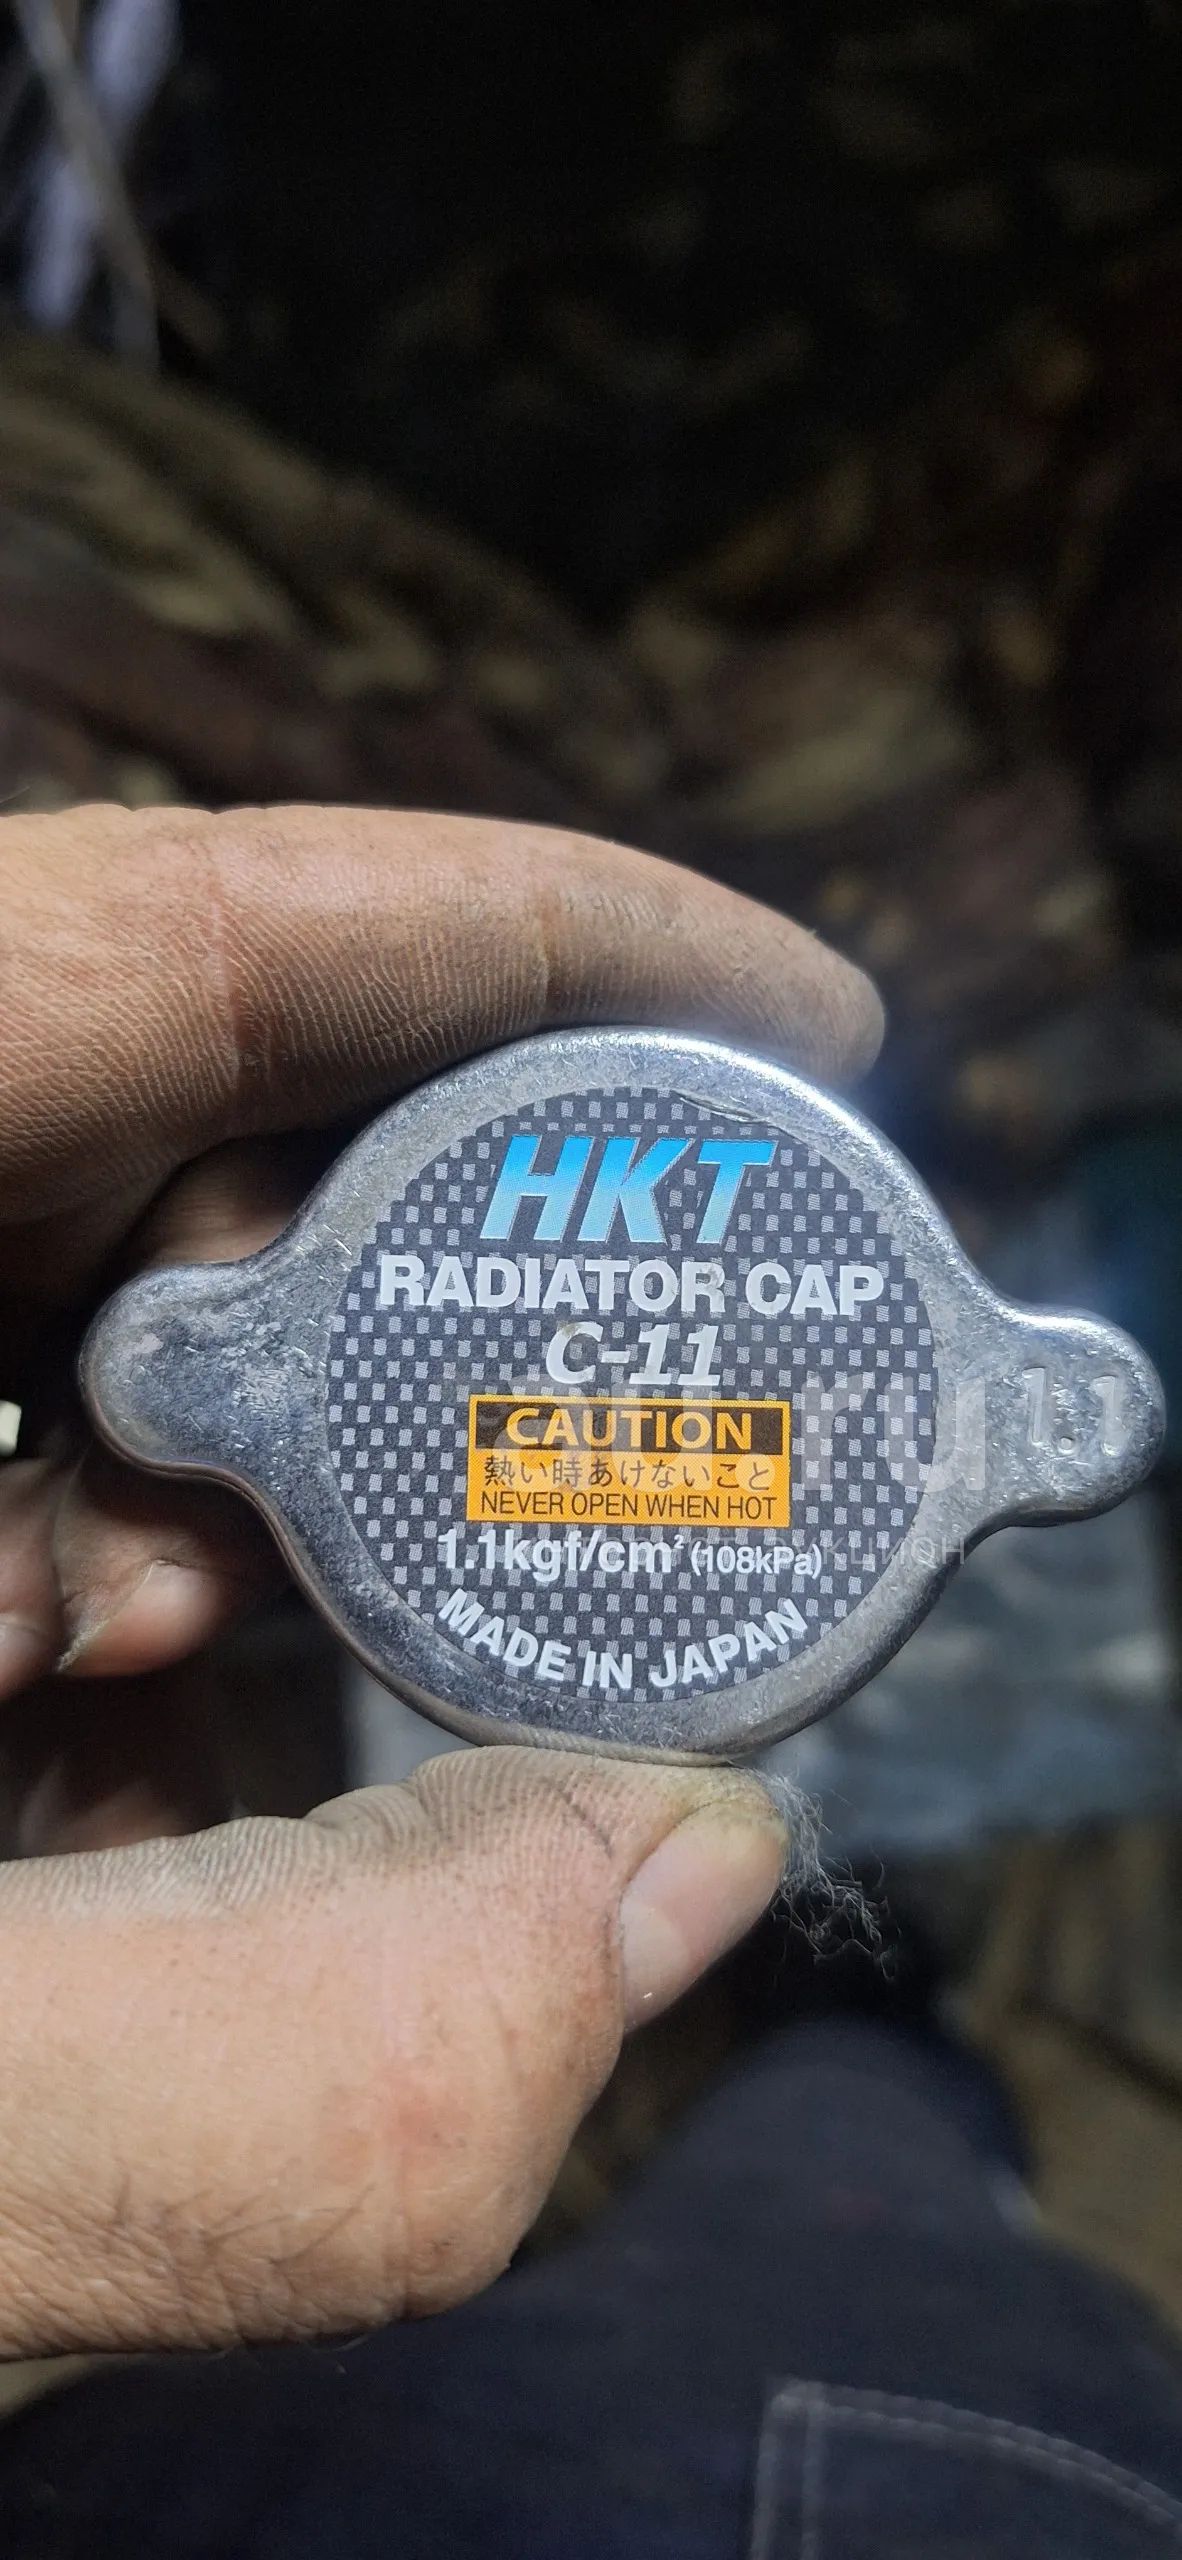 HKT
RADIATOR CAP
C-11
1.1
CAUTION
熱い時あけないこと
NEVER OPEN WHEN HOT
1.1kgf/cm² (108kPa)
MADE IN JAPAN